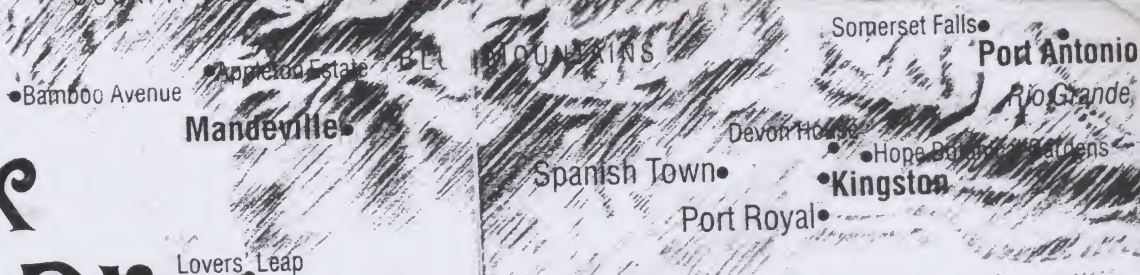 Somerset Falls
Port Antonio
MOUNTAINS
Appleton Estate
Bamboo Avenue
Rio Grande
Mandeville
Devon House
Hope Botanical Gardens
Spanish Town
Kingston
Port Royal
Lovers' Leap